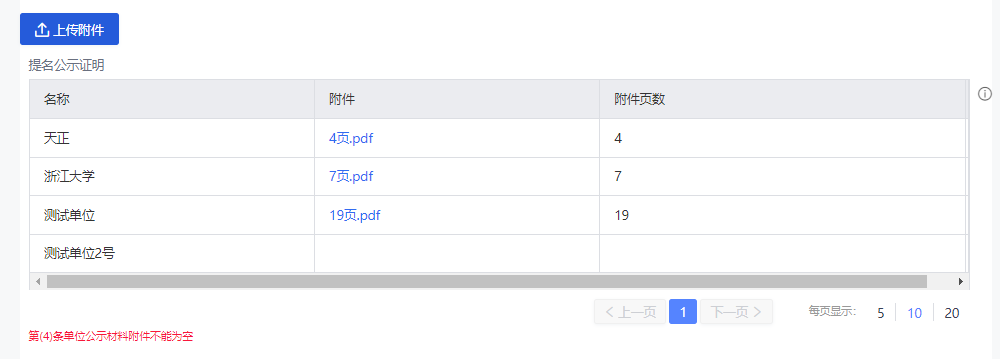 上传附件
提名公示证明
名称 附件 附件页数
天正 4页.pdf 4
浙江大学 7页.pdf 7
测试单位 19页.pdf 19
测试单位2号
上一页 1 下一页 每页显示: 5 10 20
第(4)条单位公示材料附件不能为空